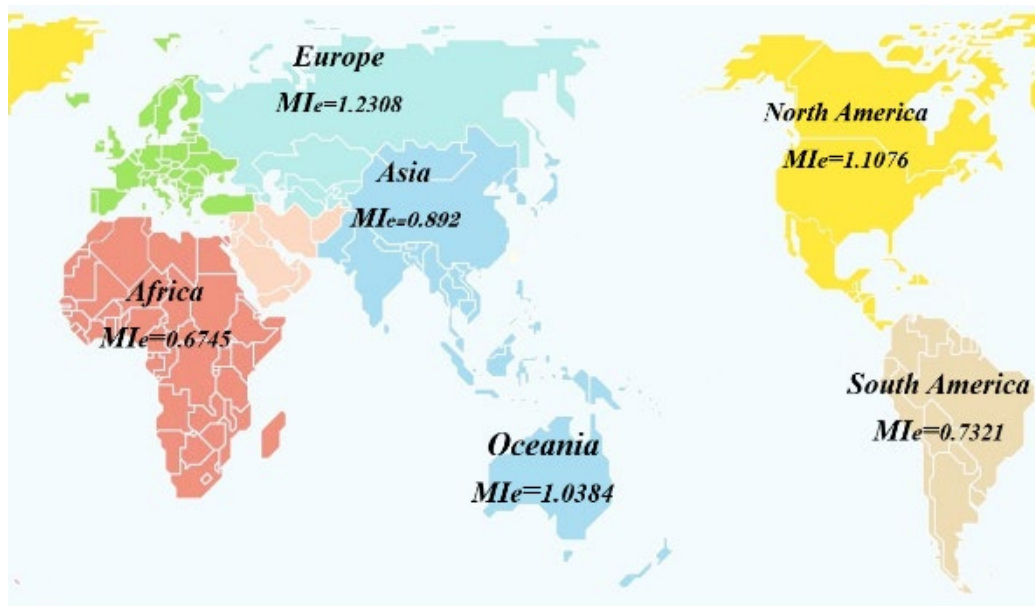 Europe
MIe=1.2308
North America
MIe=1.1076
Asia
MIe=0.892
Africa
MIe=0.6745
South America
MIe=0.7321
Oceania
MIe=1.0384